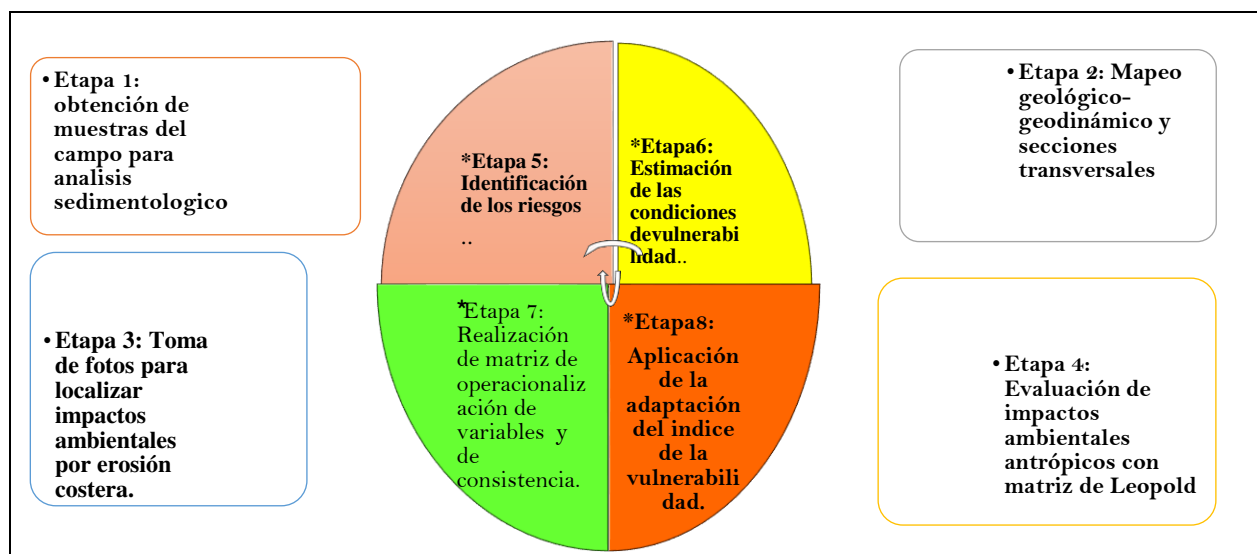 • Etapa 1:
obtención de
muestras del
campo para
analisis
sedimentologico
• Etapa 2: Mapeo
geológico-
geodinámico y
secciones
transversales
• Etapa 3: Toma
de fotos para
localizar
impactos
ambientales
por erosión
costera.
• Etapa 4:
Evaluación de
impactos
ambientales
antrópicos con
matriz de Leopold
*Etapa 5:
Identificación
de los riesgos
..
*Etapa6:
Estimación
de las
condiciones
devulnerabi
lidad..
*Etapa 7:
Realización
de matriz de
operacionaliz
ación de
variables y
de
consistencia.
*Etapa8:
Aplicación
de la
adaptación
del indice
de la
vulnerabili
dad.